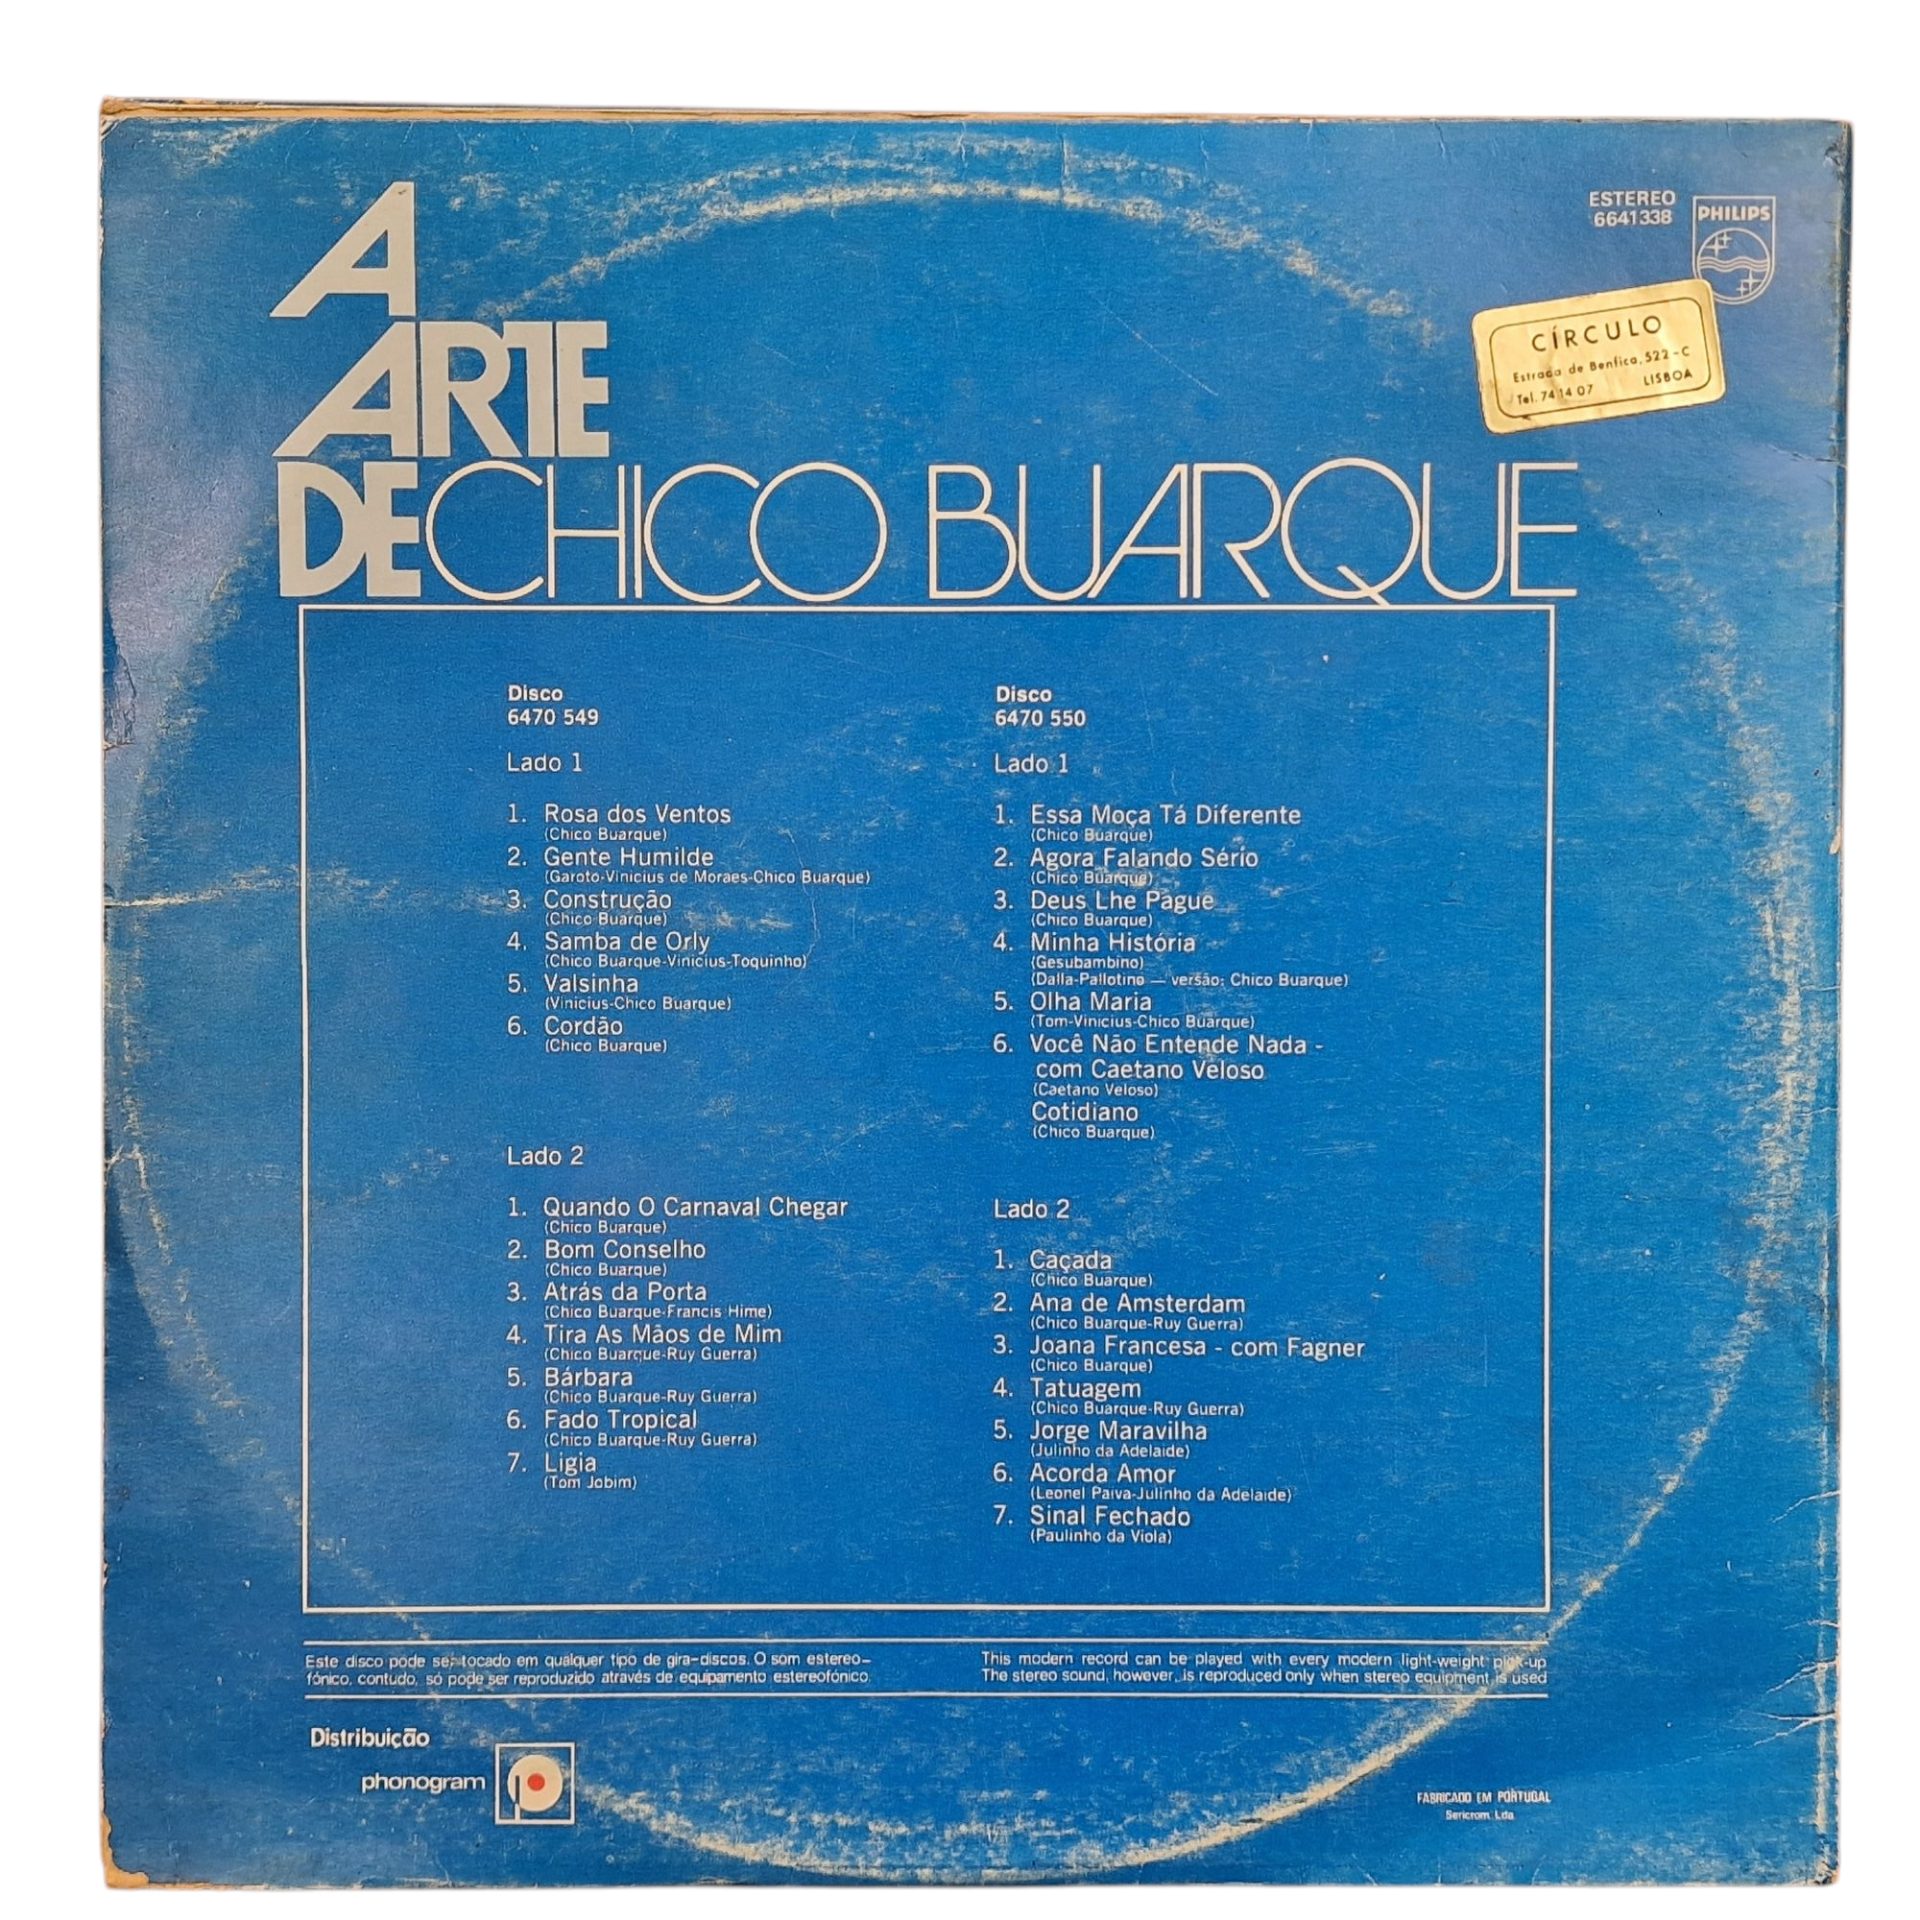 A
ARTE
DE CHICO BUARQUE
ESTEREO
6641338
PHILIPS
CÍRCULO
Estrada de Benfica, 522-C
Tel. 74 14 07 LISBOA
Disco
6470 549
Lado 1
1. Rosa dos Ventos
(Chico Buarque)
2. Gente Humilde
(Garoto-Vinicius de Moraes-Chico Buarque)
3. Construção
(Chico Buarque)
4. Samba de Orly
(Chico Buarque-Vinicius-Toquinho)
5. Valsinha
(Vinicius-Chico Buarque)
6. Cordão
(Chico Buarque)
Lado 2
1. Quando O Carnaval Chegar
(Chico Buarque)
2. Bom Conselho
(Chico Buarque)
3. Atrás da Porta
(Chico Buarque-Francis Hime)
4. Tira As Mãos de Mim
(Chico Buarque-Ruy Guerra)
5. Bárbara
(Chico Buarque-Ruy Guerra)
6. Fado Tropical
(Chico Buarque-Ruy Guerra)
7. Ligia
(Tom Jobim)
Disco
6470 550
Lado 1
1. Essa Moça Tá Diferente
(Chico Buarque)
2. Agora Falando Sério
(Chico Buarque)
3. Deus Lhe Pague
(Chico Buarque)
4. Minha História
(Gesubambino)
(Dalla-Pallotino — versão: Chico Buarque)
5. Olha Maria
(Tom-Vinicius-Chico Buarque)
6. Você Não Entende Nada -
com Caetano Veloso
(Caetano Veloso)
Cotidiano
(Chico Buarque)
Lado 2
1. Caçada
(Chico Buarque)
2. Ana de Amsterdam
(Chico Buarque-Ruy Guerra)
3. Joana Francesa - com Fagner
(Chico Buarque)
4. Tatuagem
(Chico Buarque-Ruy Guerra)
5. Jorge Maravilha
(Julinho da Adelaide)
6. Acorda Amor
(Leonel Paiva-Julinho da Adelaide)
7. Sinal Fechado
(Paulinho da Viola)
Este disco pode ser tocado em qualquer tipo de gira-discos. O som estereo-
fónico, contudo, só pode ser reproduzido através de equipamento estereofónico.
This modern record can be played with every modern light-weight pick-up
The stereo sound, however, is reproduced only when stereo equipment is used
Distribuição
phonogram
FABRICADO EM PORTUGAL
Sericrom, Lda